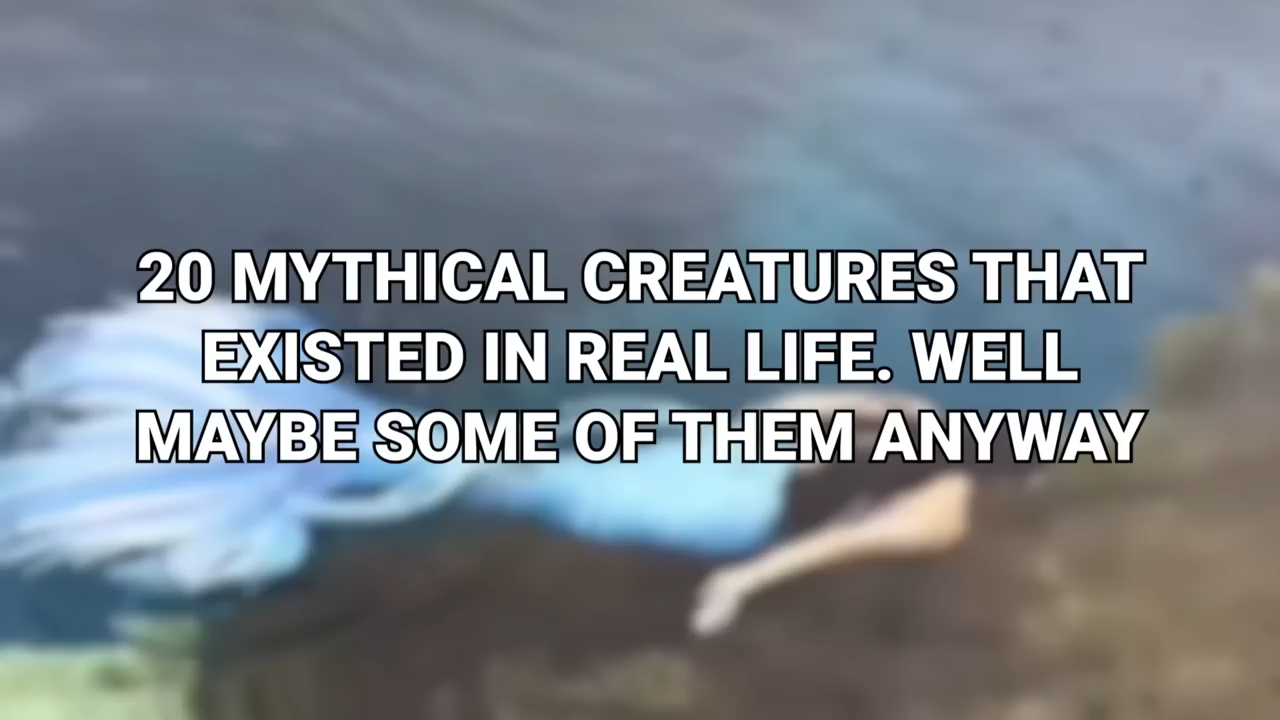 20 MYTHICAL CREATURES THAT
EXISTED IN REAL LIFE. WELL
MAYBE SOME OF THEM ANYWAY